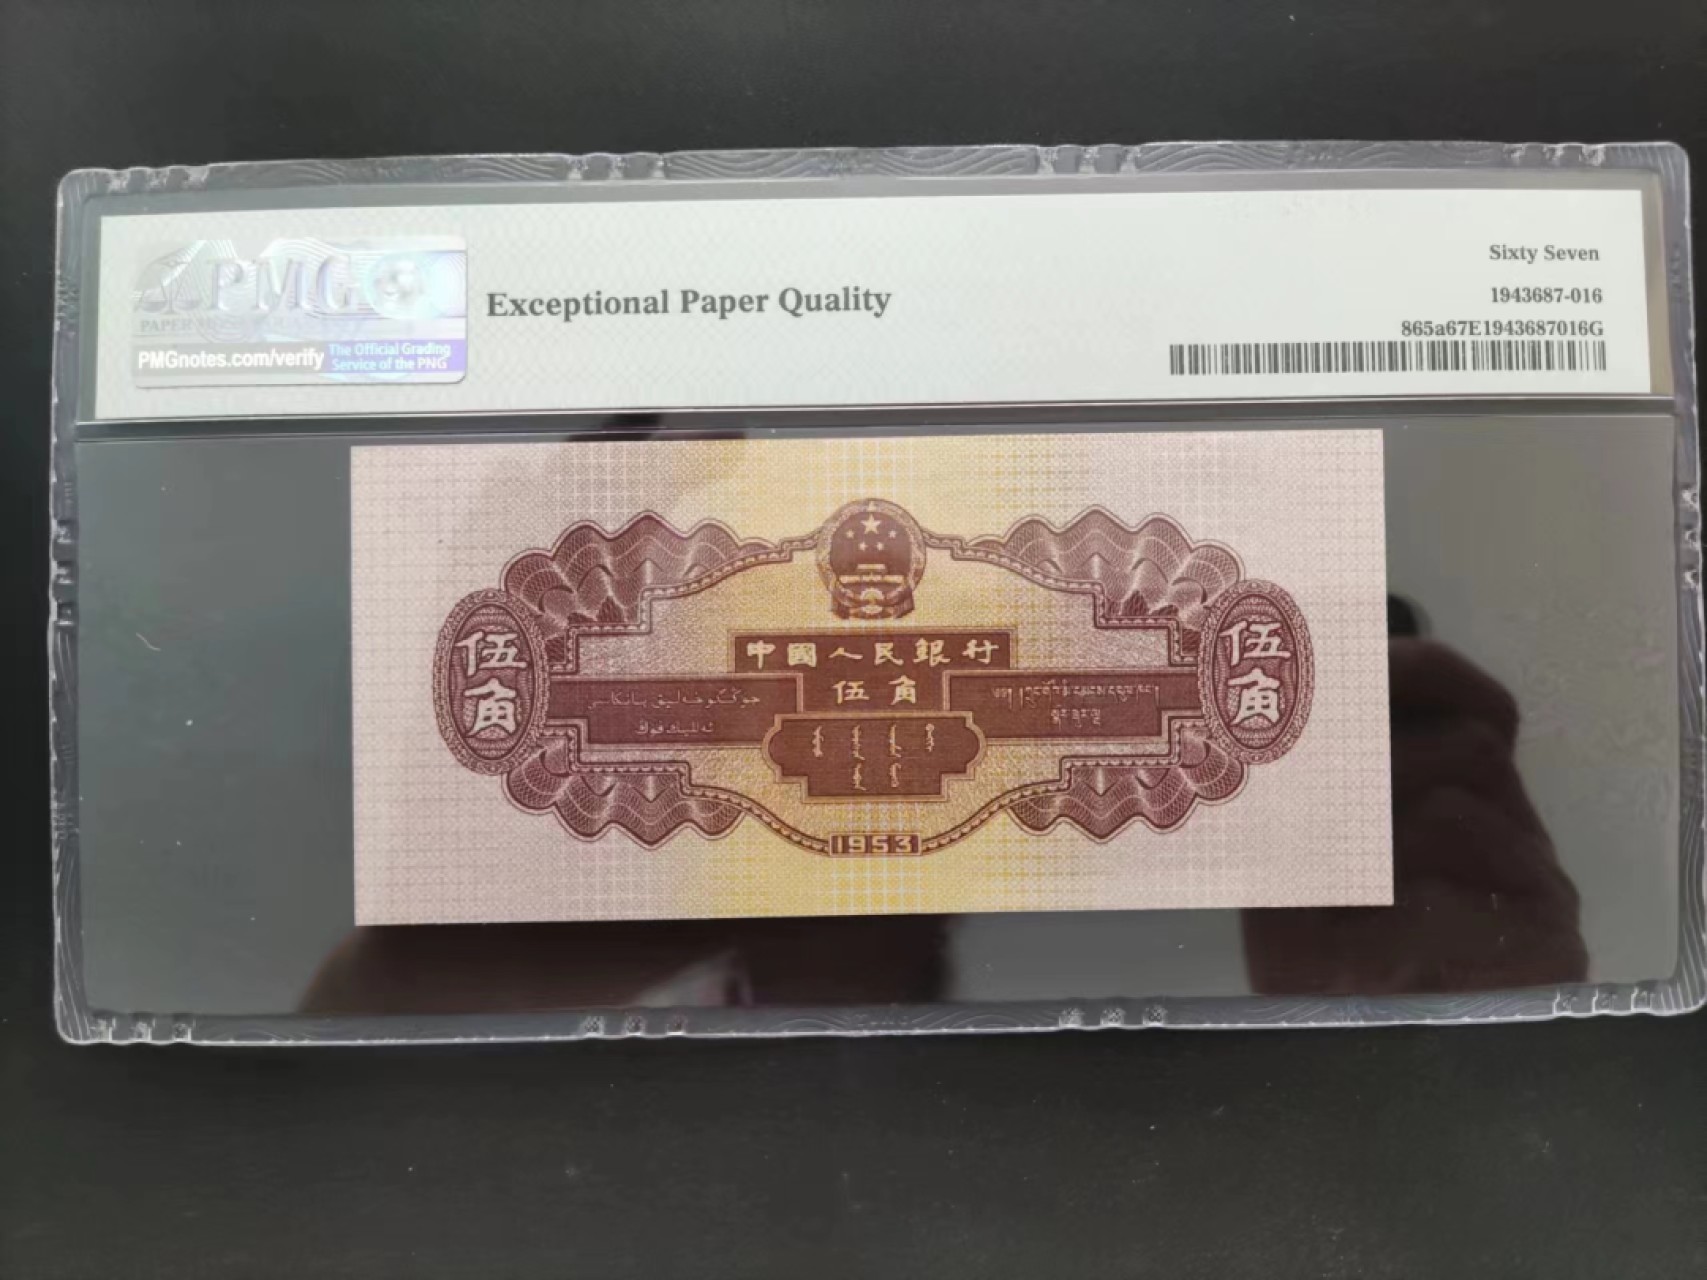 PMG
PAPER MONEY GUARANTY
PMGnotes.com/verify
The Official Grading
Service of the PNG
Exceptional Paper Quality
Sixty Seven
1943687-016
865a67E1943687016G
中國人民銀行
伍角
伍角
伍角
1953